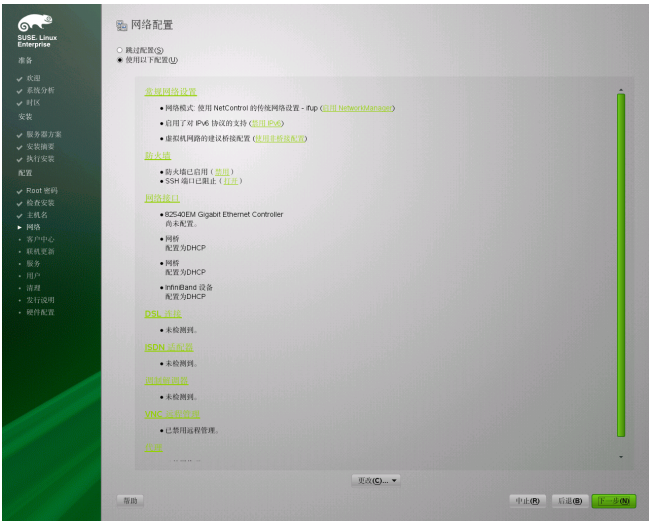 SUSE. Linux
Enterprise
准备
欢迎
系统分析
时区
安装
服务器方案
安装摘要
执行安装
配置
Root 密码
检查安装
主机名
网络
客户中心
联机更新
服务
用户
清理
发行说明
硬件配置
网络配置
跳过配置(S)
使用以下配置(U)
常规网络设置
网络模式: 使用 NetControl 的传统网络设置 - ifup (启用 NetworkManager)
启用了对 IPv6 协议的支持 (禁用 IPv6)
虚拟机网路的建议桥接配置 (使用非桥接配置)
防火墙
防火墙已启用 ( 禁用 )
SSH 端口已阻止 ( 打开 )
网络接口
82540EM Gigabit Ethernet Controller
尚未配置。
网桥
配置为DHCP
网桥
配置为DHCP
InfiniBand 设备
配置为DHCP
DSL 连接
未检测到。
ISDN 适配器
未检测到。
调制解调器
未检测到。
VNC 远程管理
已禁用远程管理。
更改(C)...
帮助
中止(R)
后退(B)
下一步(N)